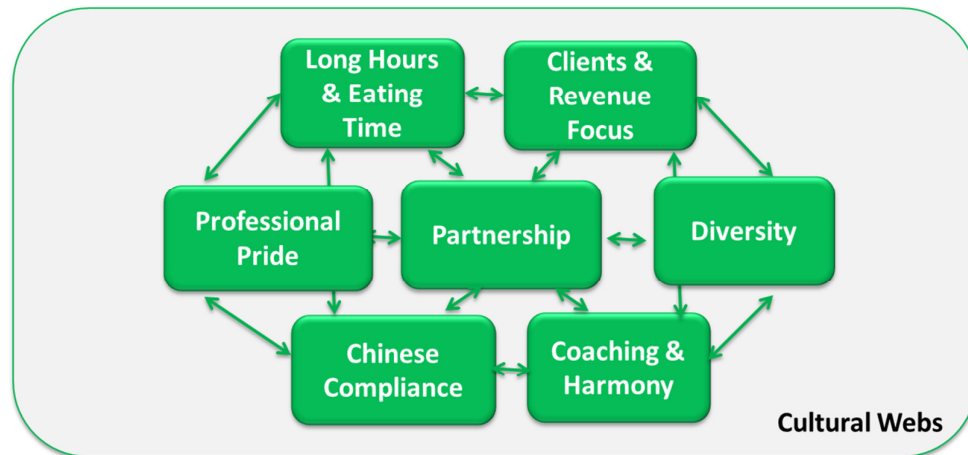 Long Hours
& Eating
Time
Clients &
Revenue
Focus
Professional
Pride
Partnership
Diversity
Chinese
Compliance
Coaching &
Harmony
Cultural Webs